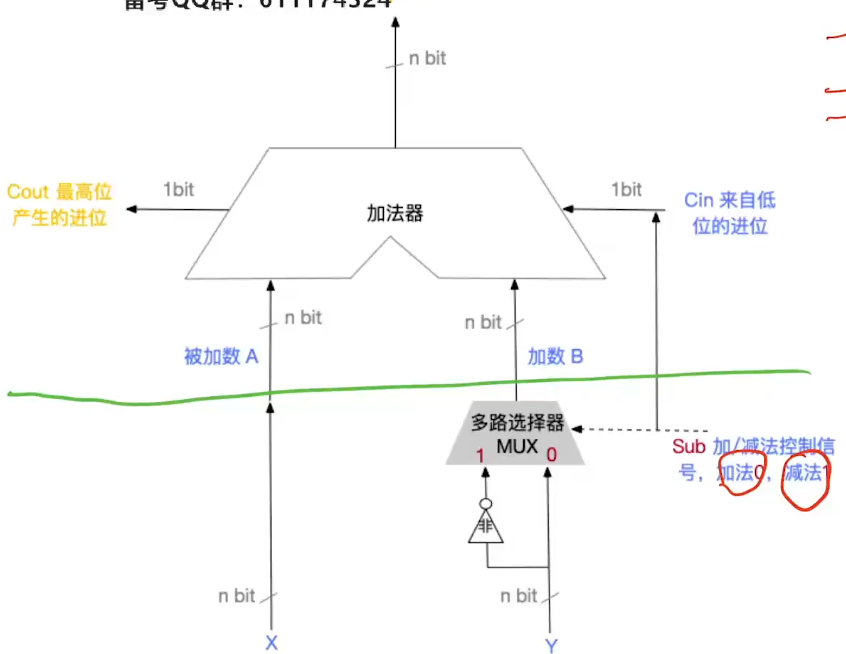 备考QQ群：611174324
n bit
Cout 最高位
产生的进位
1bit
加法器
1bit
Cin 来自低
位的进位
n bit
n bit
被加数 A
加数 B
多路选择器
MUX
1
0
Sub 加/减法控制信
号，加法0，减法1
非
n bit
n bit
X
Y